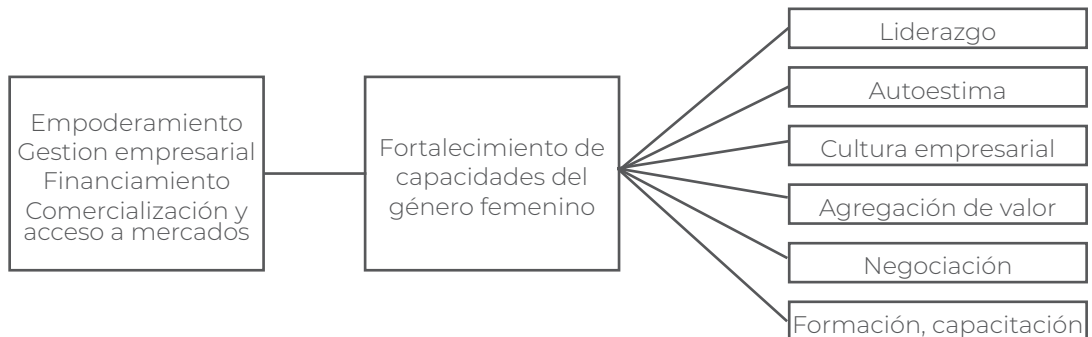 Empoderamiento
Gestion empresarial
Financiamiento
Comercialización y
acceso a mercados
Fortalecimiento de
capacidades del
género femenino
Liderazgo
Autoestima
Cultura empresarial
Agregación de valor
Negociación
Formación, capacitación